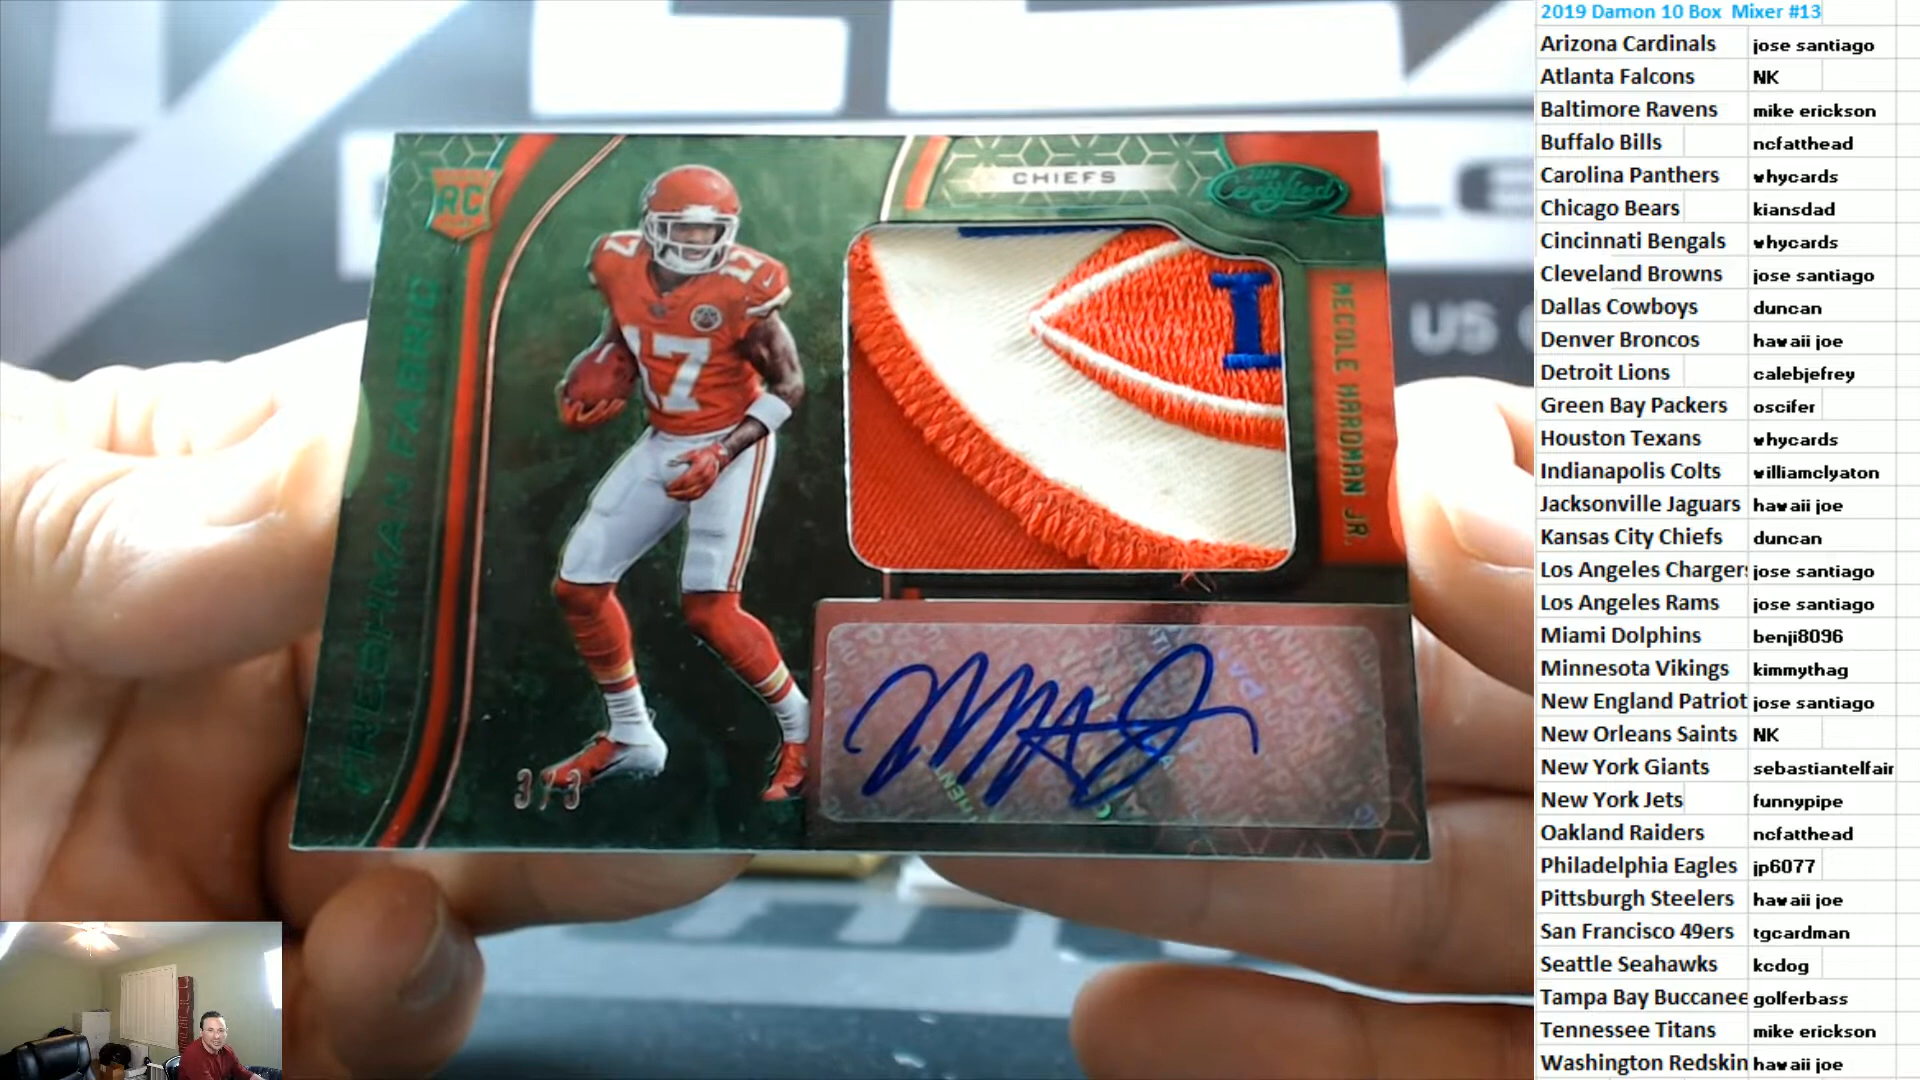 2019 Damon 10 Box Mixer #13
Arizona Cardinals jose santiago
Atlanta Falcons NK
Baltimore Ravens mike erickson
Buffalo Bills ncfatthead
Carolina Panthers whycards
Chicago Bears kiansdad
Cincinnati Bengals whycards
Cleveland Browns jose santiago
Dallas Cowboys duncan
Denver Broncos hawaii joe
Detroit Lions calebjefrey
Green Bay Packers oscifer
Houston Texans whycards
Indianapolis Colts williamclyaton
Jacksonville Jaguars hawaii joe
Kansas City Chiefs duncan
Los Angeles Chargers jose santiago
Los Angeles Rams jose santiago
Miami Dolphins benji8096
Minnesota Vikings kimmythag
New England Patriot jose santiago
New Orleans Saints NK
New York Giants sebastiantelfair
New York Jets funnypipe
Oakland Raiders ncfatthead
Philadelphia Eagles jp6077
Pittsburgh Steelers hawaii joe
San Francisco 49ers tgcardman
Seattle Seahawks kcdog
Tampa Bay Buccanee golferbass
Tennessee Titans mike erickson
Washington Redskin hawaii joe
RC
CHIEFS
2019
Certified
FRESHMAN FABRIC
17
17
17
I
MECOLE HARDMAN JR.
3/3
US